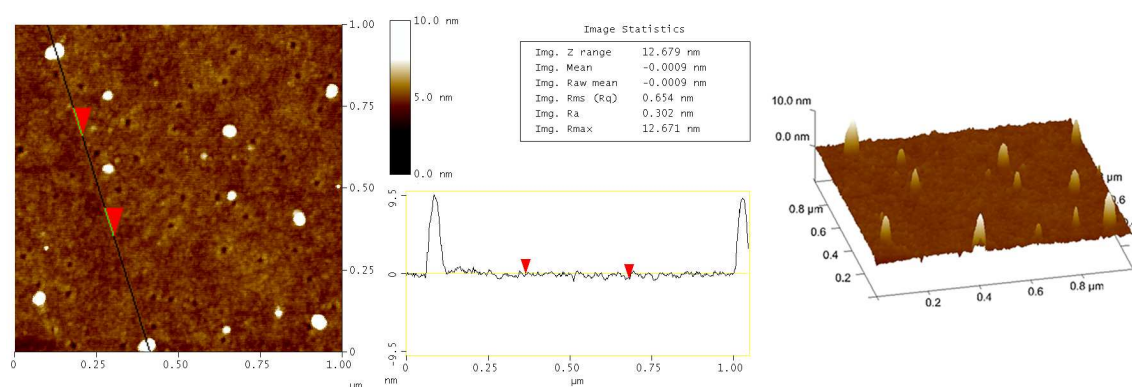 1.00
0.75
0.50
0.25
0
0
0.25
0.50
0.75
1.00
μm
10.0 nm
5.0 nm
0.0 nm
Image Statistics
Img. Z range 12.679 nm
Img. Mean -0.0009 nm
Img. Raw mean -0.0009 nm
Img. Rms (Rq) 0.654 nm
Img. Ra 0.302 nm
Img. Rmax 12.671 nm
9.5
0
-9.5
nm
0
0.25
0.50
0.75
1.00
μm
10.0 nm
0.0 nm
0.8 μm
0.6
0.4
0.2
0.2
0.4
0.6
0.8 μm
μm
0.6